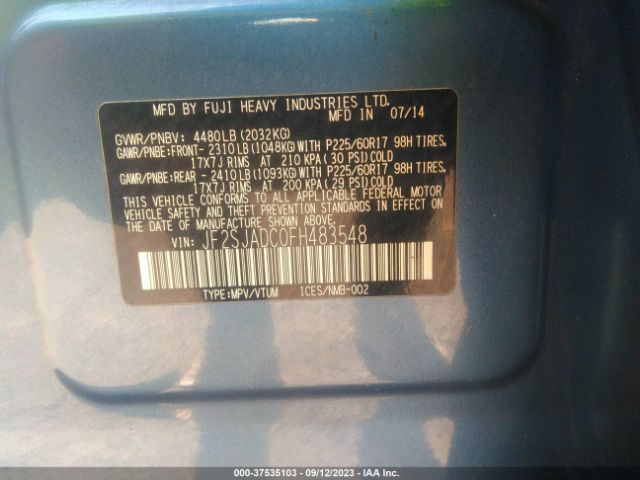 MFD BY FUJI HEAVY INDUSTRIES LTD.
MFD IN 07/14
GVWR/PNBV: 4480LB(2032KG)
GAWR/PNBE:FRONT-2310LB(1048KG)WITH P225/60R17 98H TIRES.
17X7J RIMS AT 210 KPA(30 PSI)COLD
GAWR/PNBE:REAR -2410LB(1093KG)WITH P225/60R17 98H TIRES.
17X7J RIMS AT 200 KPA(29 PSI)COLD
THIS VEHICLE CONFORMS TO ALL APPLICABLE FEDERAL MOTOR
VEHICLE SAFETY AND THEFT PREVENTION STANDARDS IN EFFECT ON
THE DATE OF MANUFACTURE SHOWN ABOVE.
VIN: JF2SJADC0FH483548
TYPE:MPV/VTUM ICES/NMB-002
000-37535103 - 09/12/2023 - IAA Inc.